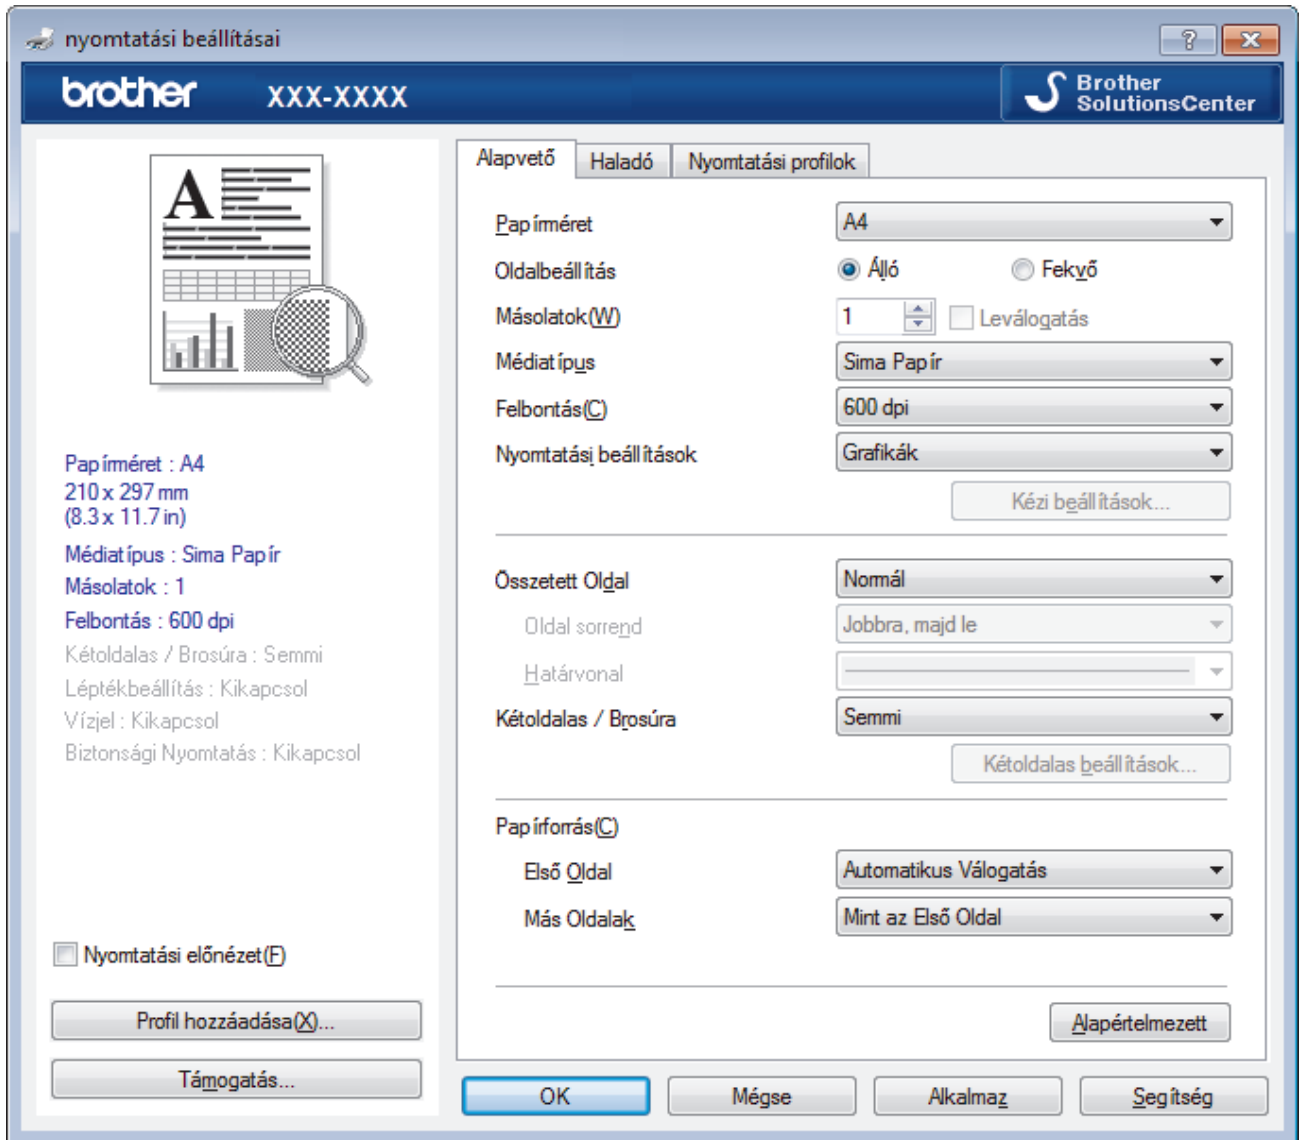 nyomtatási beállításai
brother XXX-XXXX
Brother
SolutionsCenter
A
Papírméret : A4
210 x 297 mm
(8.3 x 11.7 in)
Médiatípus : Sima Papír
Másolatok : 1
Felbontás : 600 dpi
Kétoldalas / Brosúra : Semmi
Léptékbeállítás : Kikapcsol
Vízjel : Kikapcsol
Biztonsági Nyomtatás : Kikapcsol
Nyomtatási előnézet(F)
Profil hozzáadása(X)...
Támogatás...
Alapvető Haladó Nyomtatási profilok
Papírméret A4
Oldalbeállítás Álló Fekvő
Másolatok(W) 1 Leválogatás
Médiatípus Sima Papír
Felbontás(C) 600 dpi
Nyomtatási beállítások Grafikák
Kézi beállítások...
Összetett Oldal Normál
Oldal sorrend Jobbra, majd le
Határvonal
Kétoldalas / Brosúra Semmi
Kétoldalas beállítások...
Papírforrás(C)
Első Oldal Automatikus Válogatás
Más Oldalak Mint az Első Oldal
Alapértelmezett
OK Mégse Alkalmaz Segítség